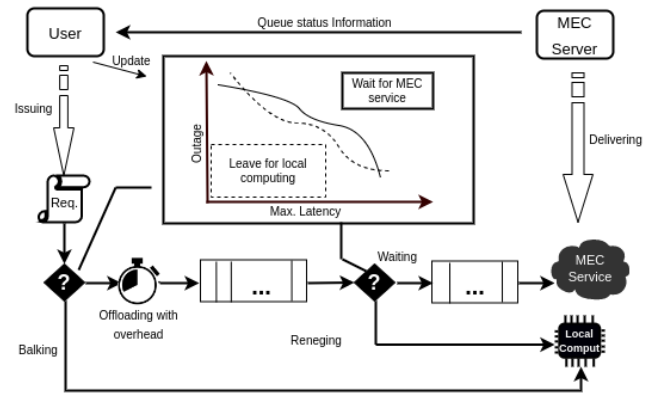 Queue status Information
User
MEC
Server
Update
Issuing
Wait for MEC
service
Outage
Leave for local
computing
Max. Latency
Delivering
Req.
?
Offloading with
overhead
...
?
Waiting
...
MEC
Service
Reneging
Balking
Local
Comput